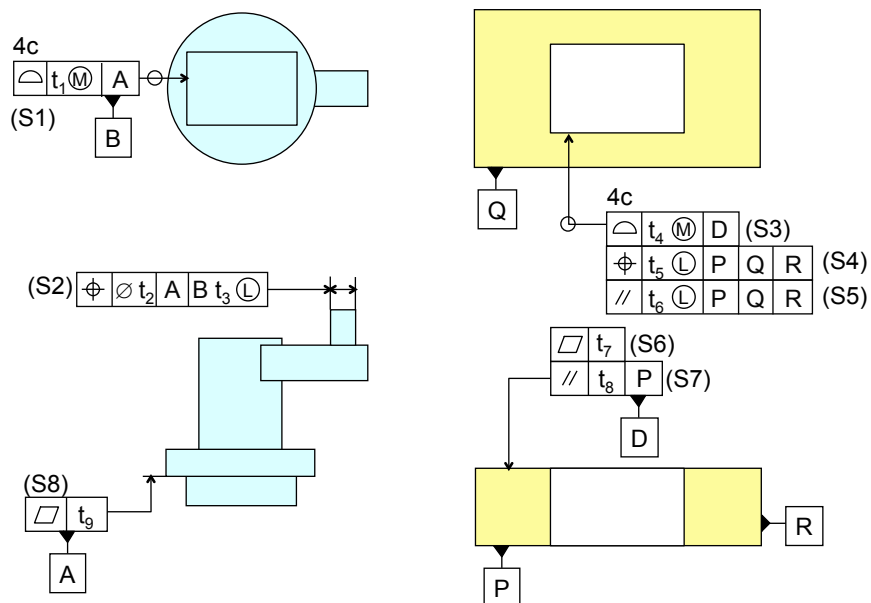 4c
⌓ t1 Ⓜ A
(S1)
B
Q
4c
⌓ t4 Ⓜ D (S3)
⌖ t5 Ⓛ P Q R (S4)
// t6 Ⓛ P Q R (S5)
(S2) ⌖ ⌀ t2 A B t3 Ⓛ
⏥ t7 (S6)
// t8 P (S7)
D
(S8)
⏥ t9
A
R
P